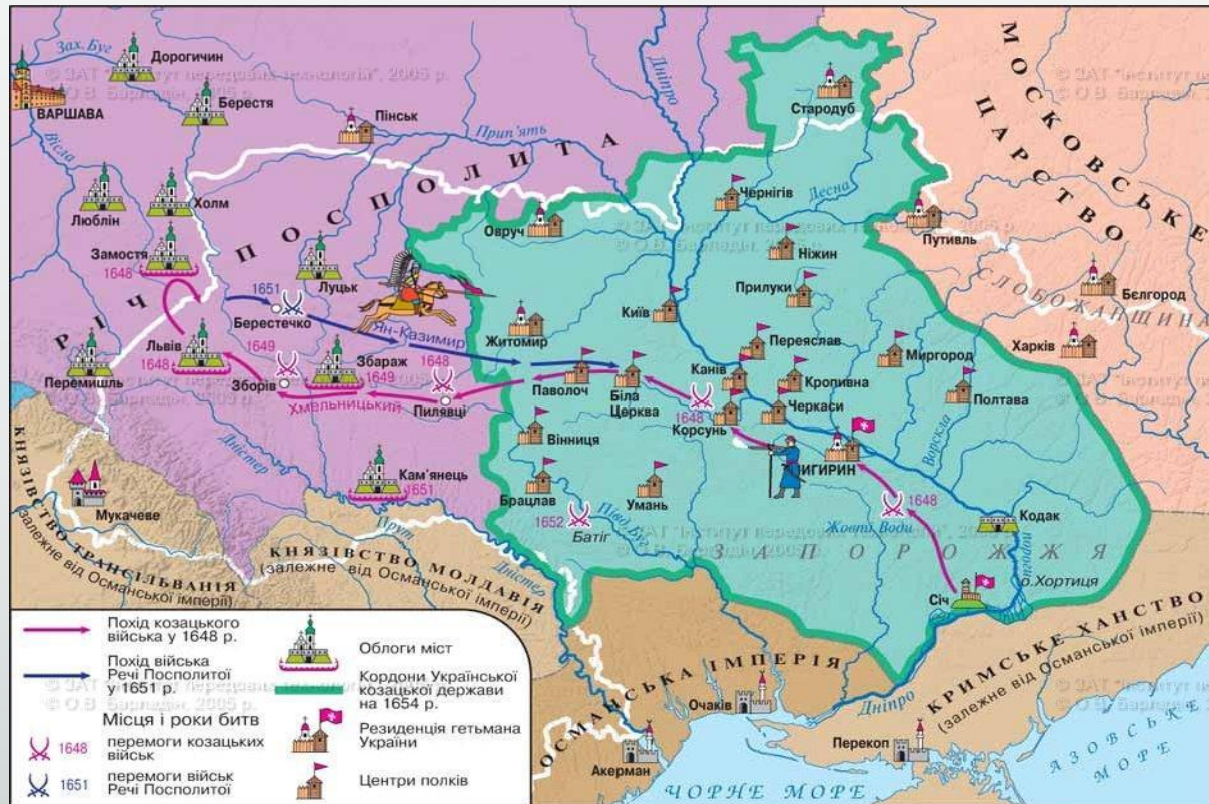 © ЗАТ "Інститут передових технологій", 2005 р.
© О.В. Барладін, 2005 р.
Зах. Буг
Дорогичин
ВАРШАВА
Берестя
Вісла
Пінськ
Прип'ять
Дніпро
Стародуб
МОСКОВСЬКЕ
ЦАРСТВО
РІЧ ПОСПОЛИТА
Люблін
Холм
Чернігів
Десна
Овруч
Путивль
Замостя
1648
Луцьк
Ніжин
СЛОБОЖАНЩИНА
Бєлгород
1651
Берестечко
Прилуки
Київ
Харків
Ян-Казимир
Житомир
Львів
1648
1649
Збараж
1649
1648
Переяслав
Миргород
Перемишль
Зборів
Канів
Кропивна
Полтава
Хмельницький
Пилявці
Паволоч
Біла
Церква
1648
Корсунь
Черкаси
Ворскла
Дністер
Вінниця
ЧИГИРИН
Кам'янець
1651
Брацлав
Умань
1648
Кодак
Мукачеве
Прут
1652
Батіг
Півд. Буг
Жовті Води
ЗАПОРОЖЖЯ
Пороги
о.Хортиця
Січ
КНЯЗІВСТВО ТРАНСІЛЬВАНІЯ
(залежне від Османської імперії)
КНЯЗІВСТВО МОЛДАВІЯ
(залежне від Османської імперії)
Дністер
ОСМАНСЬКА ІМПЕРІЯ
КРИМСЬКЕ ХАНСТВО
(залежне від Османської імперії)
Дніпро
Очаків
Перекоп
Акерман
ЧОРНЕ МОРЕ
АЗОВСЬКЕ
МОРЕ
Похід козацького
війська у 1648 р.
Похід війська
Речі Посполитої
у 1651 р.
Місця і роки битв
1648
перемоги козацьких
військ
1651
перемоги військ
Речі Посполитої
Облоги міст
Кордони Української
козацької держави
на 1654 р.
Резиденція гетьмана
України
Центри полків